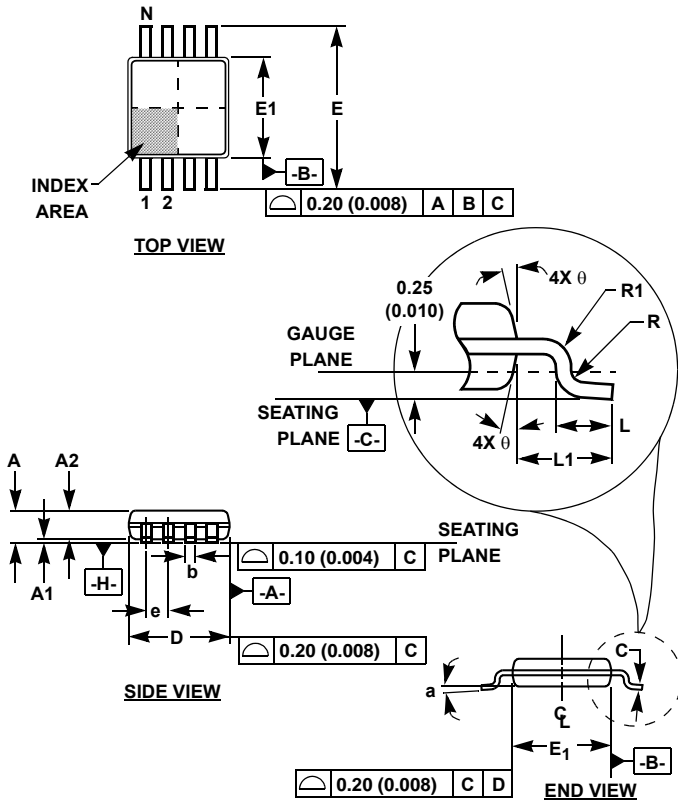 N
E1
E
-B-
INDEX
AREA
1 2
0.20 (0.008) A B C
TOP VIEW
0.25
(0.010)
4X θ
R1
R
GAUGE
PLANE
SEATING
PLANE
-C-
4X θ
L
L1
A
A2
A1
-H-
e
b
D
-A-
SEATING
PLANE
0.10 (0.004) C
0.20 (0.008) C
SIDE VIEW
C
a
CL
E1
-B-
0.20 (0.008) C D
END VIEW